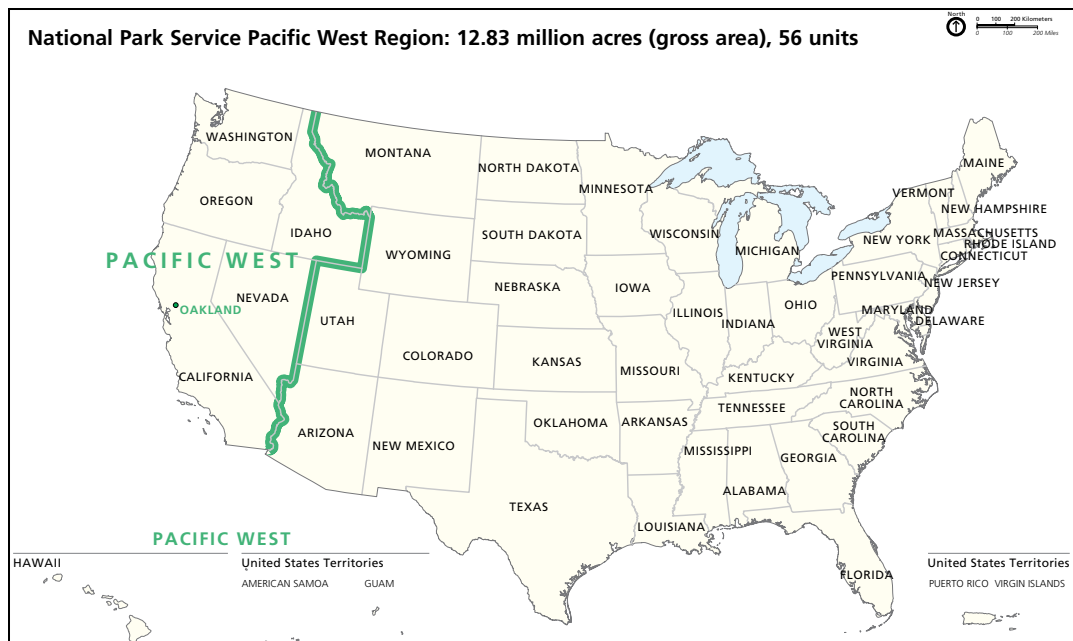 North
0 100 200 Kilometers
0 200 Miles
National Park Service Pacific West Region: 12.83 million acres (gross area), 56 units
WASHINGTON
MONTANA
NORTH DAKOTA
MINNESOTA
MAINE
VERMONT
OREGON
NEW HAMPSHIRE
IDAHO
SOUTH DAKOTA
WISCONSIN
MICHIGAN
NEW YORK
MASSACHUSETTS
RHODE ISLAND
CONNECTICUT
WYOMING
PACIFIC WEST
PENNSYLVANIA
NEW JERSEY
NEVADA
NEBRASKA
IOWA
OAKLAND
UTAH
ILLINOIS
INDIANA
OHIO
MARYLAND
DELAWARE
WEST
VIRGINIA
COLORADO
KANSAS
MISSOURI
VIRGINIA
CALIFORNIA
KENTUCKY
NORTH
CAROLINA
TENNESSEE
ARIZONA
NEW MEXICO
OKLAHOMA
ARKANSAS
SOUTH
CAROLINA
MISSISSIPPI
GEORGIA
ALABAMA
TEXAS
LOUISIANA
PACIFIC WEST
FLORIDA
HAWAII
United States Territories
AMERICAN SAMOA GUAM
United States Territories
PUERTO RICO VIRGIN ISLANDS